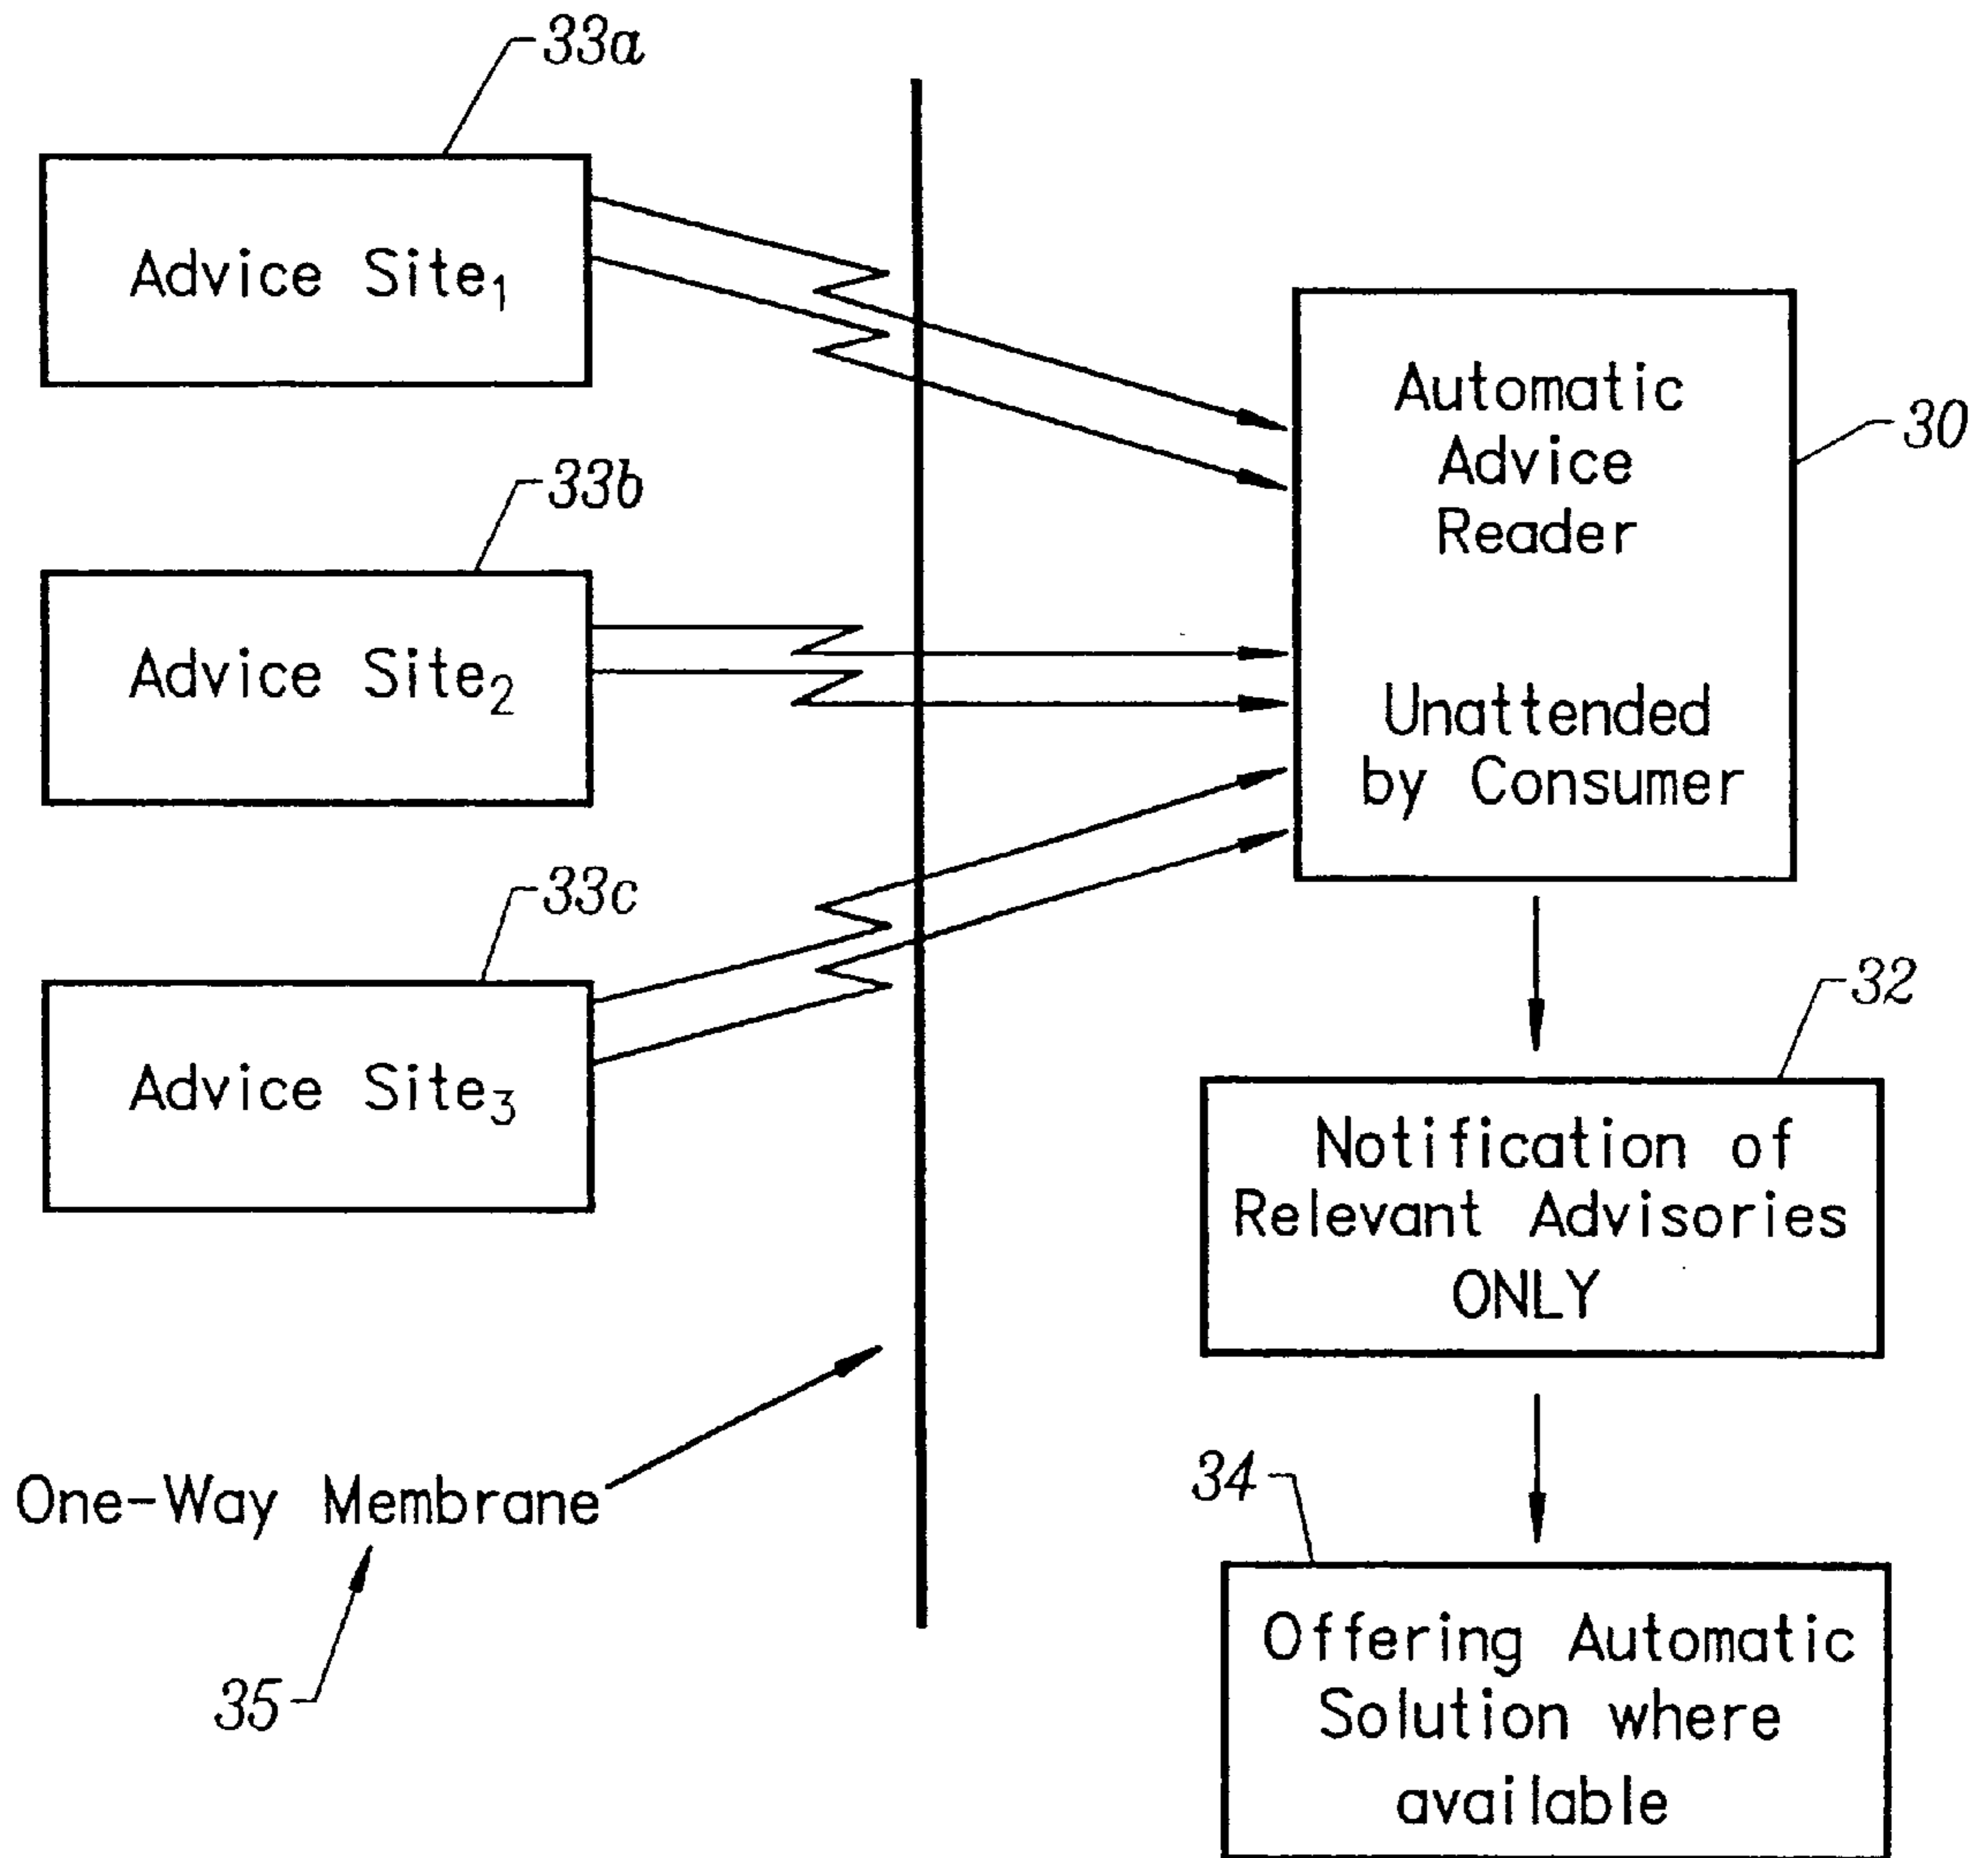 33a
Advice Site₁
33b
Advice Site₂
33c
Advice Site₃
One-Way Membrane
35
Automatic
Advice
Reader
Unattended
by Consumer
30
32
Notification of
Relevant Advisories
ONLY
34
Offering Automatic
Solution where
available